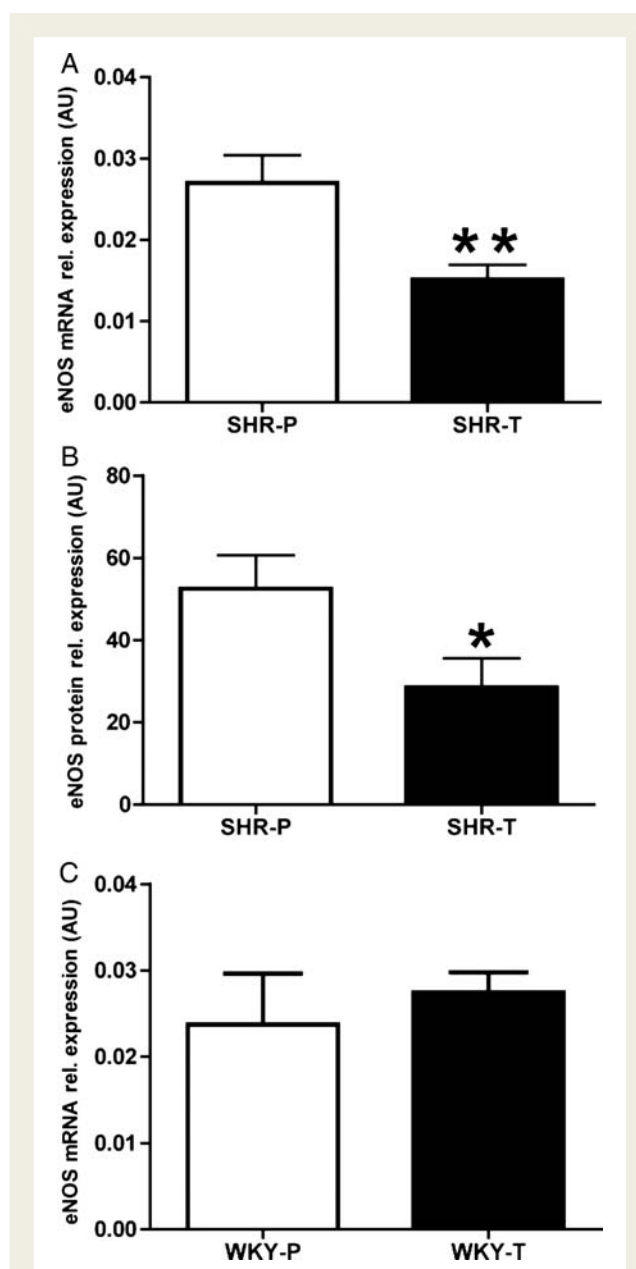 A
eNOS mRNA rel. expression (AU)
0.04
0.03
0.02
0.01
0.00
**
SHR-P SHR-T
B
eNOS protein rel. expression (AU)
80
60
40
20
0
*
SHR-P SHR-T
C
eNOS mRNA rel. expression (AU)
0.04
0.03
0.02
0.01
0.00
WKY-P WKY-T